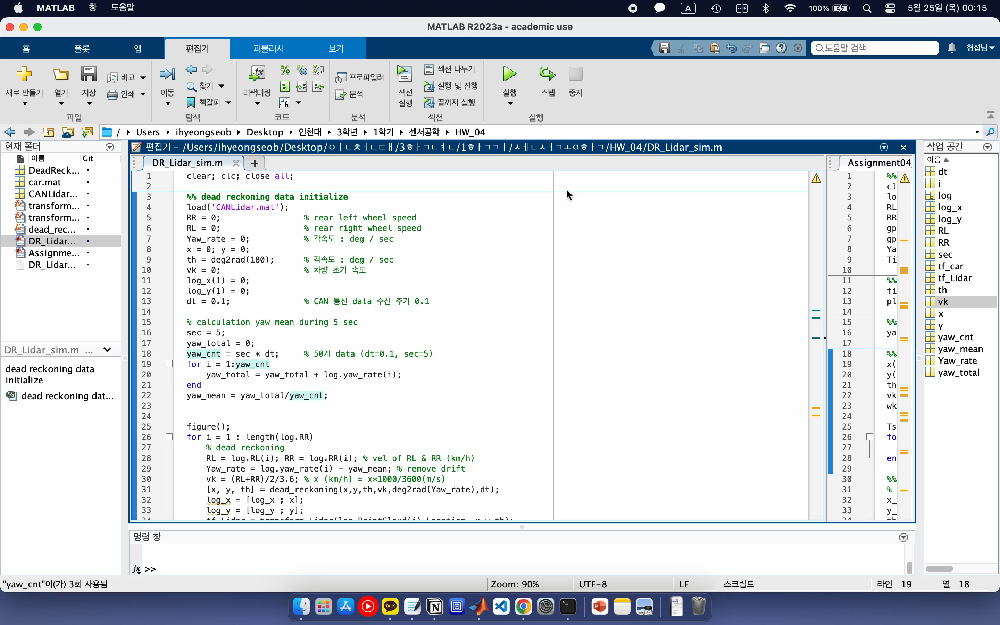 MATLAB 창 도움말 A 100% 5월 25일 (목) 00:15
MATLAB R2023a - academic use
홈 플롯 앱 편집기 퍼블리시 보기 도움말 검색 형섭님
새로 만들기 열기 저장 비교 인쇄
파일
이동 찾기 책갈피
탐색
리팩터링
코드
프로파일러
분석
분석
섹션 실행
섹션 나누기
실행 및 진행
끝까지 실행
섹션
실행 스텝 중지
실행
/ ▸ Users ▸ ihyeongseob ▸ Desktop ▸ 인천대 ▸ 3학년 ▸ 1학기 ▸ 센서공학 ▸ HW_04
현재 폴더
이름 Git
DeadReck...
car.mat
CANLidar...
transform...
transform...
dead_rec...
DR_Lidar...
Assignme...
DR_Lidar...
DR_Lidar_sim.m ...
dead reckoning data
initialize
dead reckoning dat...
편집기 - /Users/ihyeongseob/Desktop/ㅇㅣㄴㅊㅓㄴㄷㅐ/3ㅎㅏㄱㄴㅕㄴ/1ㅎㅏㄱㄱㅣ/ㅅㅔㄴㅅㅓㄱㅗㅇㅎㅏㄱ/HW_04/DR_Lidar_sim.m
DR_Lidar_sim.m
1 clear; clc; close all;
2
3 %% dead reckoning data initialize
4 load('CANLidar.mat');
5 RR = 0; % rear left wheel speed
6 RL = 0; % rear right wheel speed
7 Yaw_rate = 0; % 각속도 : deg / sec
8 x = 0; y = 0;
9 th = deg2rad(180); % 각속도 : deg / sec
10 vk = 0; % 차량 초기 속도
11 log_x(1) = 0;
12 log_y(1) = 0;
13 dt = 0.1; % CAN 통신 data 수신 주기 0.1
14
15 % calculation yaw mean during 5 sec
16 sec = 5;
17 yaw_total = 0;
18 yaw_cnt = sec * dt; % 50개 data (dt=0.1, sec=5)
19 for i = 1:yaw_cnt
20 yaw_total = yaw_total + log.yaw_rate(i);
21 end
22 yaw_mean = yaw_total/yaw_cnt;
23
24
25 figure();
26 for i = 1 : length(log.RR)
27 % dead reckoning
28 RL = log.RL(i); RR = log.RR(i); % vel of RL & RR (km/h)
29 Yaw_rate = log.yaw_rate(i) - yaw_mean; % remove drift
30 vk = (RL+RR)/2/3.6; % x (km/h) = x*1000/3600(m/s)
31 [x, y, th] = dead_reckoning(x,y,th,vk,deg2rad(Yaw_rate),dt);
32 log_x = [log_x ; x];
33 log_y = [log_y ; y];
Assignment04_
1 %%
2 cl
3 lo
4 RL
5 RR
6 gp
7 gp
8 Ya
9 Ti
10
11 %%
12 fi
13 pl
14
15 %%
16 ya
17
18 %%
19 x(
20 y(
21 th
22 vk
23 wk
24
25 Ts
26 fo
27
28 en
29
30 %%
31 %
32 x_
33 y_
작업 공간
이름
dt
i
log
log_x
log_y
RL
RR
sec
tf_car
tf_Lidar
th
vk
x
y
yaw_cnt
yaw_mean
Yaw_rate
yaw_total
명령 창
fx >>
"yaw_cnt"이(가) 3회 사용됨 Zoom: 90% UTF-8 LF 스크립트 라인 19 열 18
TALK